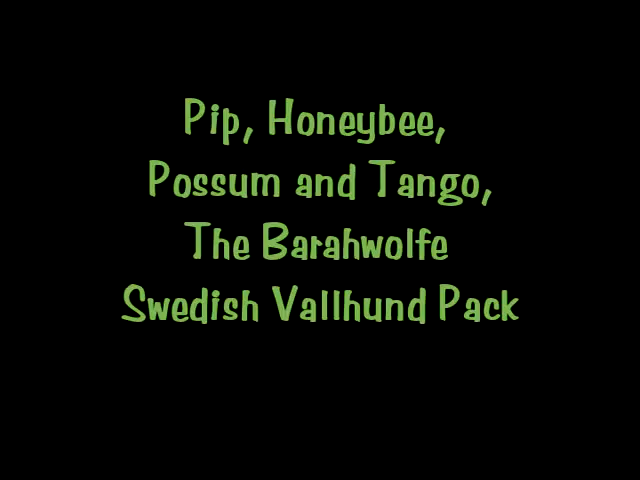 Pip, Honeybee,
Possum and Tango,
The Barahwolfe
Swedish Vallhund Pack